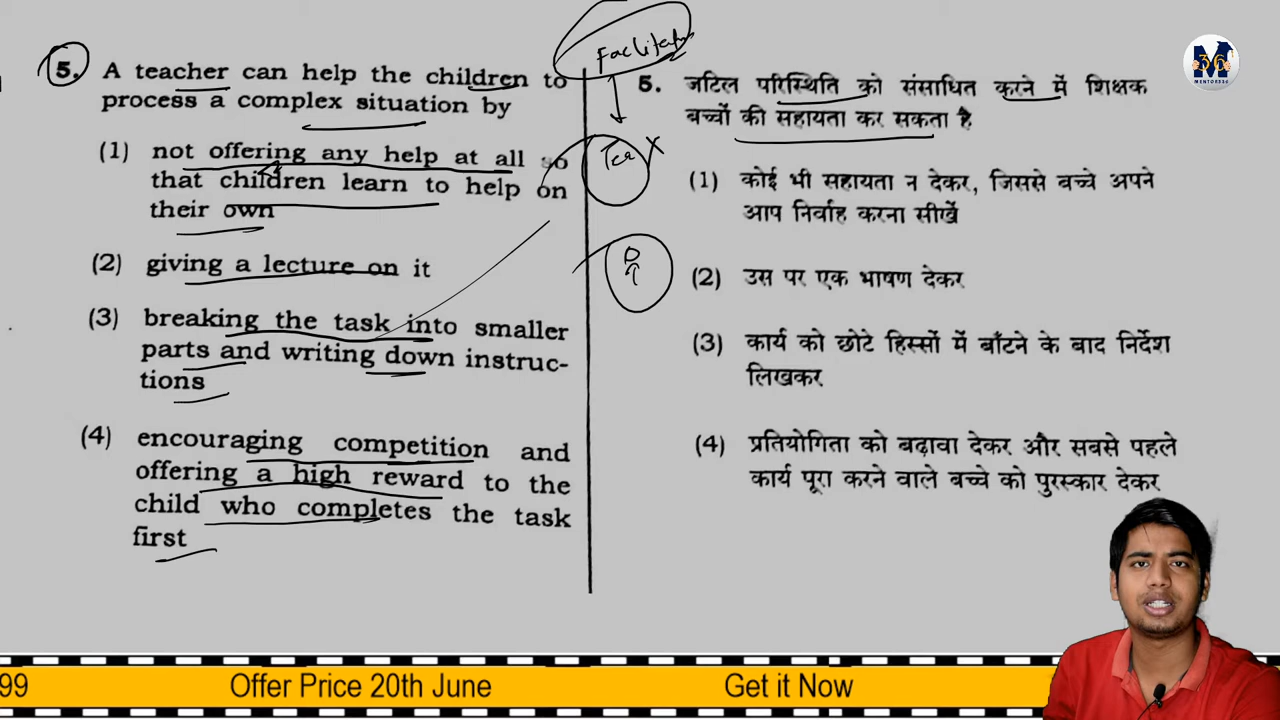 Facilitator
5. A teacher can help the children to
process a complex situation by
(1) not offering any help at all so
that children learn to help on
their own
(2) giving a lecture on it
(3) breaking the task into smaller
parts and writing down instruc-
tions
(4) encouraging competition and
offering a high reward to the
child who completes the task
first
Tea
5. जटिल परिस्थिति को संसाधित करने में शिक्षक
बच्चों की सहायता कर सकता है
(1) कोई भी सहायता न देकर, जिससे बच्चे अपने
आप निर्वाह करना सीखें
(2) उस पर एक भाषण देकर
(3) कार्य को छोटे हिस्सों में बाँटने के बाद निर्देश
लिखकर
(4) प्रतियोगिता को बढ़ावा देकर और सबसे पहले
कार्य पूरा करने वाले बच्चे को पुरस्कार देकर
M
36
MENTORS36
99 Offer Price 20th June Get it Now